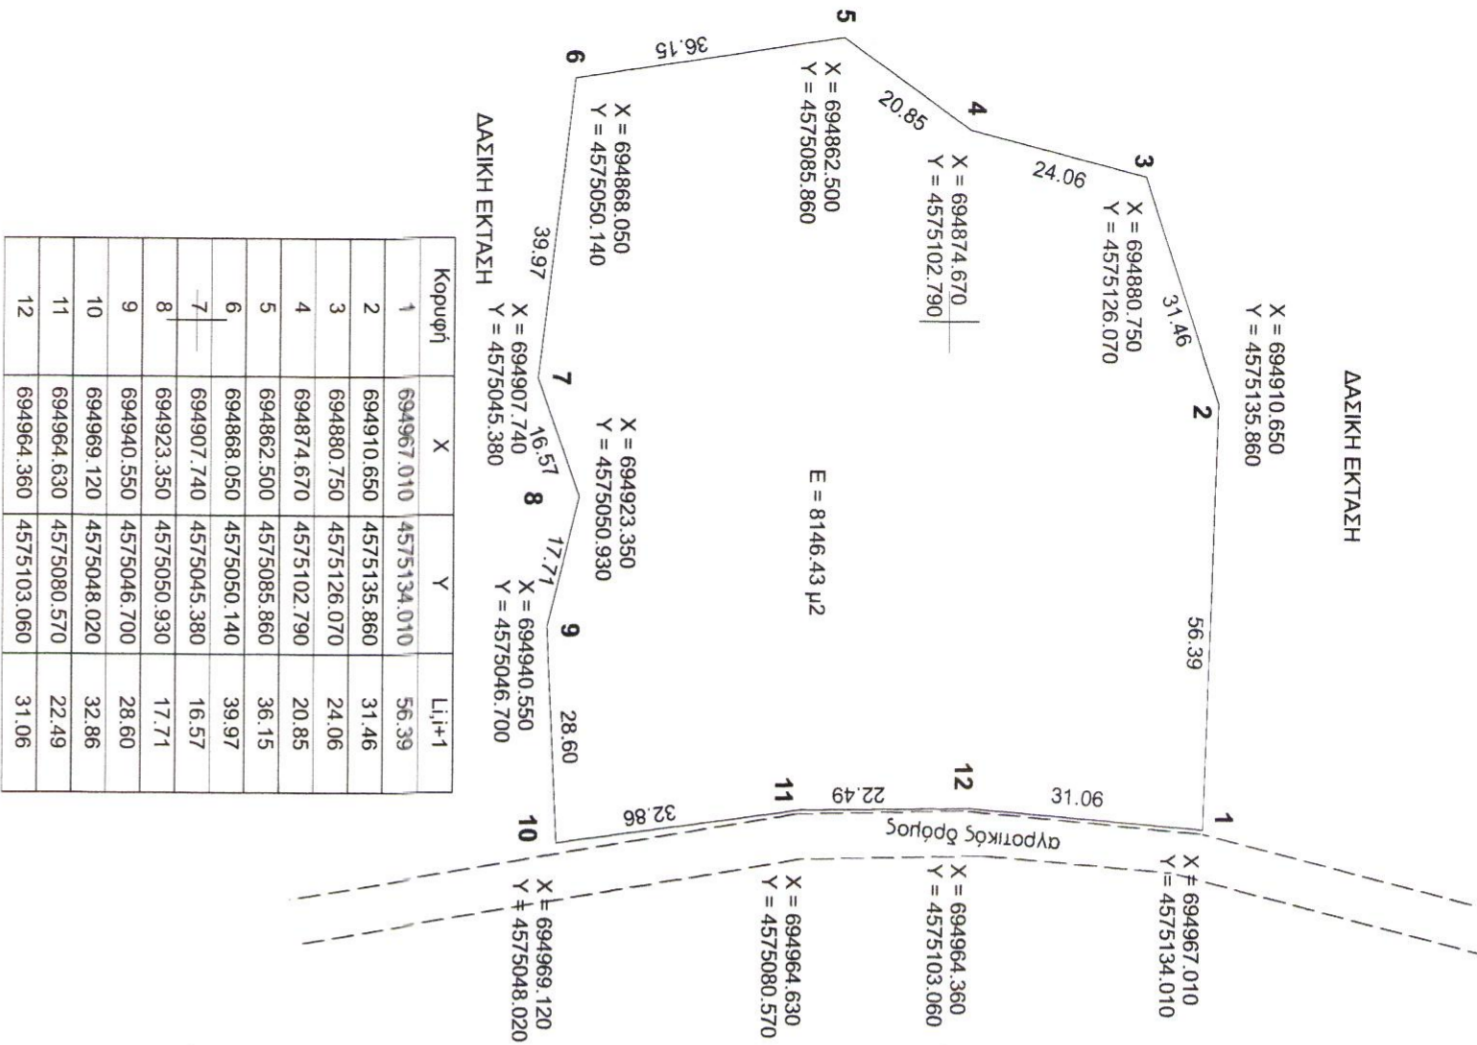 ΔΑΣΙΚΗ ΕΚΤΑΣΗ
X = 694910.650
Y = 4575135.860
1
X = 694967.010
Y = 4575134.010
2
56.39
3
31.46
X = 694880.750
Y = 4575126.070
24.06
31.06
4
X = 694874.670
Y = 4575102.790
12
X = 694964.360
Y = 4575103.060
αγροτικός δρόμος
20.85
5
X = 694862.500
Y = 4575085.860
E = 8146.43 μ2
22.49
11
X = 694964.630
Y = 4575080.570
36.15
32.86
6
X = 694868.050
Y = 4575050.140
X = 694923.350
Y = 4575050.930
39.97
7
16.57
8
17.71
9
28.60
10
X = 694907.740
Y = 4575045.380
X = 694940.550
Y = 4575046.700
X = 694969.120
Y = 4575048.020
ΔΑΣΙΚΗ ΕΚΤΑΣΗ
Κορυφή X Y Li,i+1
1 694967.010 4575134.010 56.39
2 694910.650 4575135.860 31.46
3 694880.750 4575126.070 24.06
4 694874.670 4575102.790 20.85
5 694862.500 4575085.860 36.15
6 694868.050 4575050.140 39.97
7 694907.740 4575045.380 16.57
8 694923.350 4575050.930 17.71
9 694940.550 4575046.700 28.60
10 694969.120 4575048.020 32.86
11 694964.630 4575080.570 22.49
12 694964.360 4575103.060 31.06